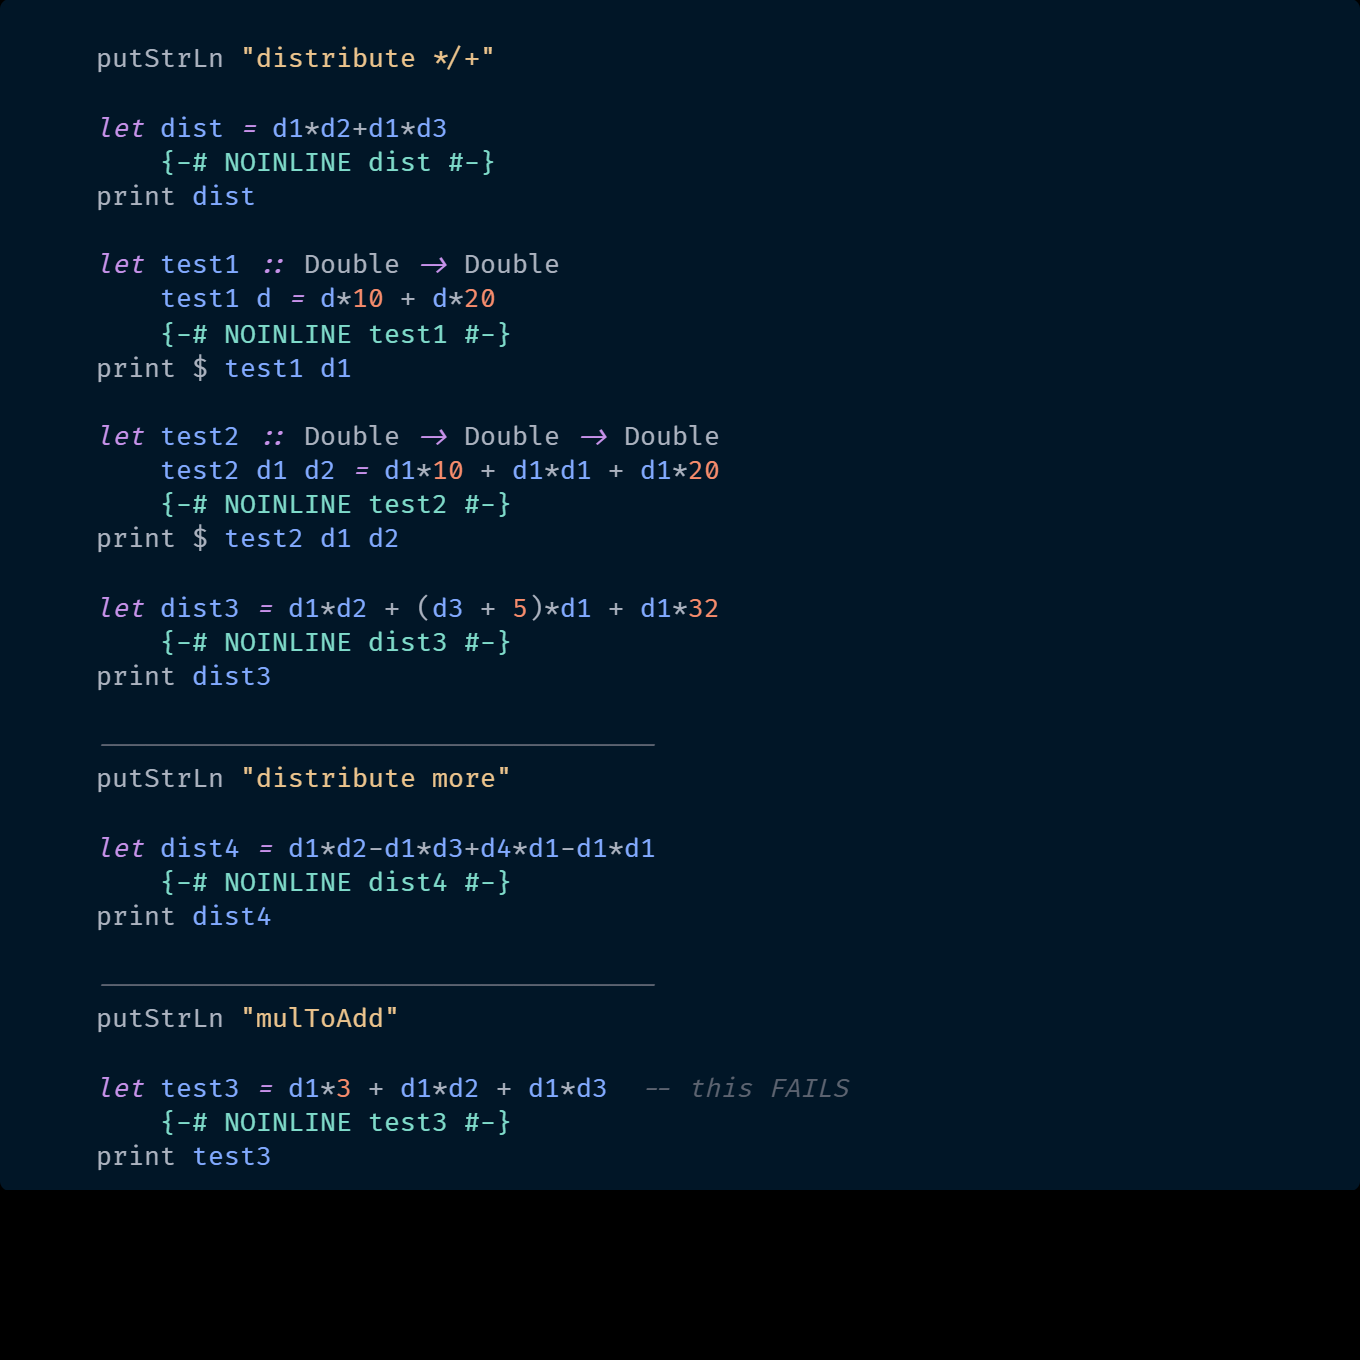 putStrLn "distribute */+"
let dist = d1*d2+d1*d3
{-# NOINLINE dist #-}
print dist
let test1 :: Double -> Double
test1 d = d*10 + d*20
{-# NOINLINE test1 #-}
print $ test1 d1
let test2 :: Double -> Double -> Double
test2 d1 d2 = d1*10 + d1*d1 + d1*20
{-# NOINLINE test2 #-}
print $ test2 d1 d2
let dist3 = d1*d2 + (d3 + 5)*d1 + d1*32
{-# NOINLINE dist3 #-}
print dist3
-----------------------------------
putStrLn "distribute more"
let dist4 = d1*d2-d1*d3+d4*d1-d1*d1
{-# NOINLINE dist4 #-}
print dist4
-----------------------------------
putStrLn "mulToAdd"
let test3 = d1*3 + d1*d2 + d1*d3  -- this FAILS
{-# NOINLINE test3 #-}
print test3